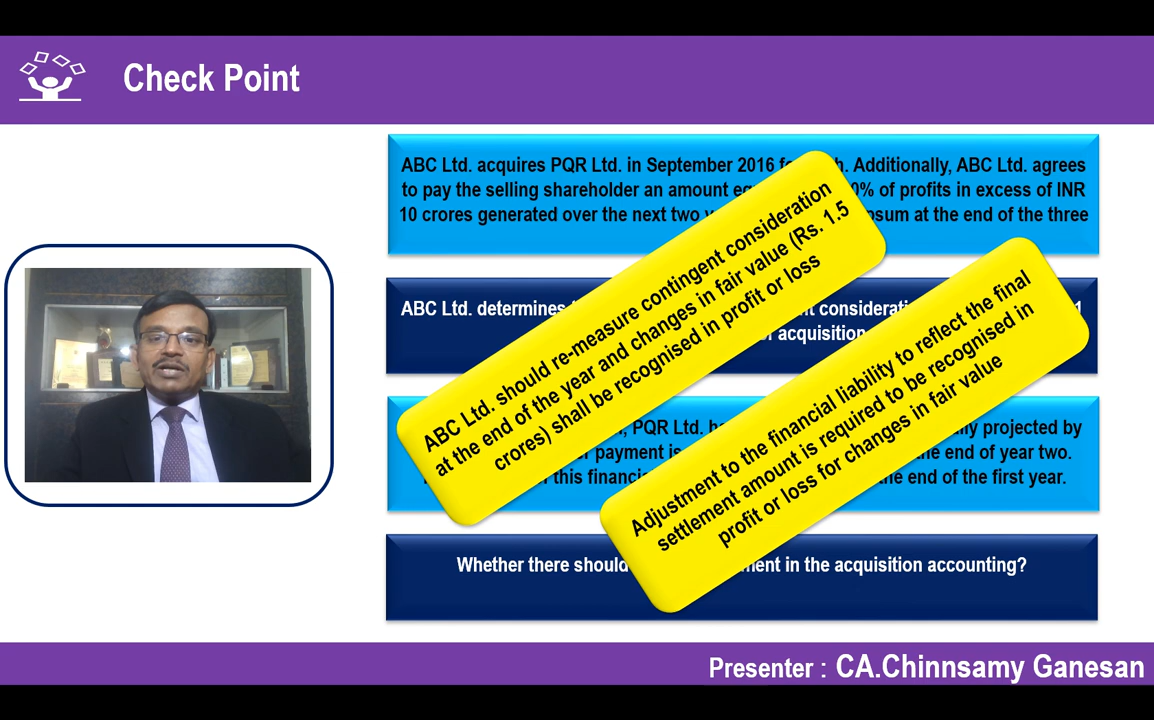 Check Point
ABC Ltd. acquires PQR Ltd. in September 2016 h. Additionally, ABC Ltd. agrees
to pay the selling shareholder an amount 0% of profits in excess of INR
10 crores generated over the next two at the end of the three
ABC Ltd. determines considerati 1
acquisition
PQR Ltd. projected by
payment is the end of year two.
this financi the end of the first year.
Whether there should in the acquisition accounting?
ABC Ltd. should re-measure contingent consideration
at the end of the year and changes in fair value (Rs. 1.5
crores) shall be recognised in profit or loss
Adjustment to the financial liability to reflect the final
settlement amount is required to be recognised in
profit or loss for changes in fair value
Presenter : CA.Chinnsamy Ganesan